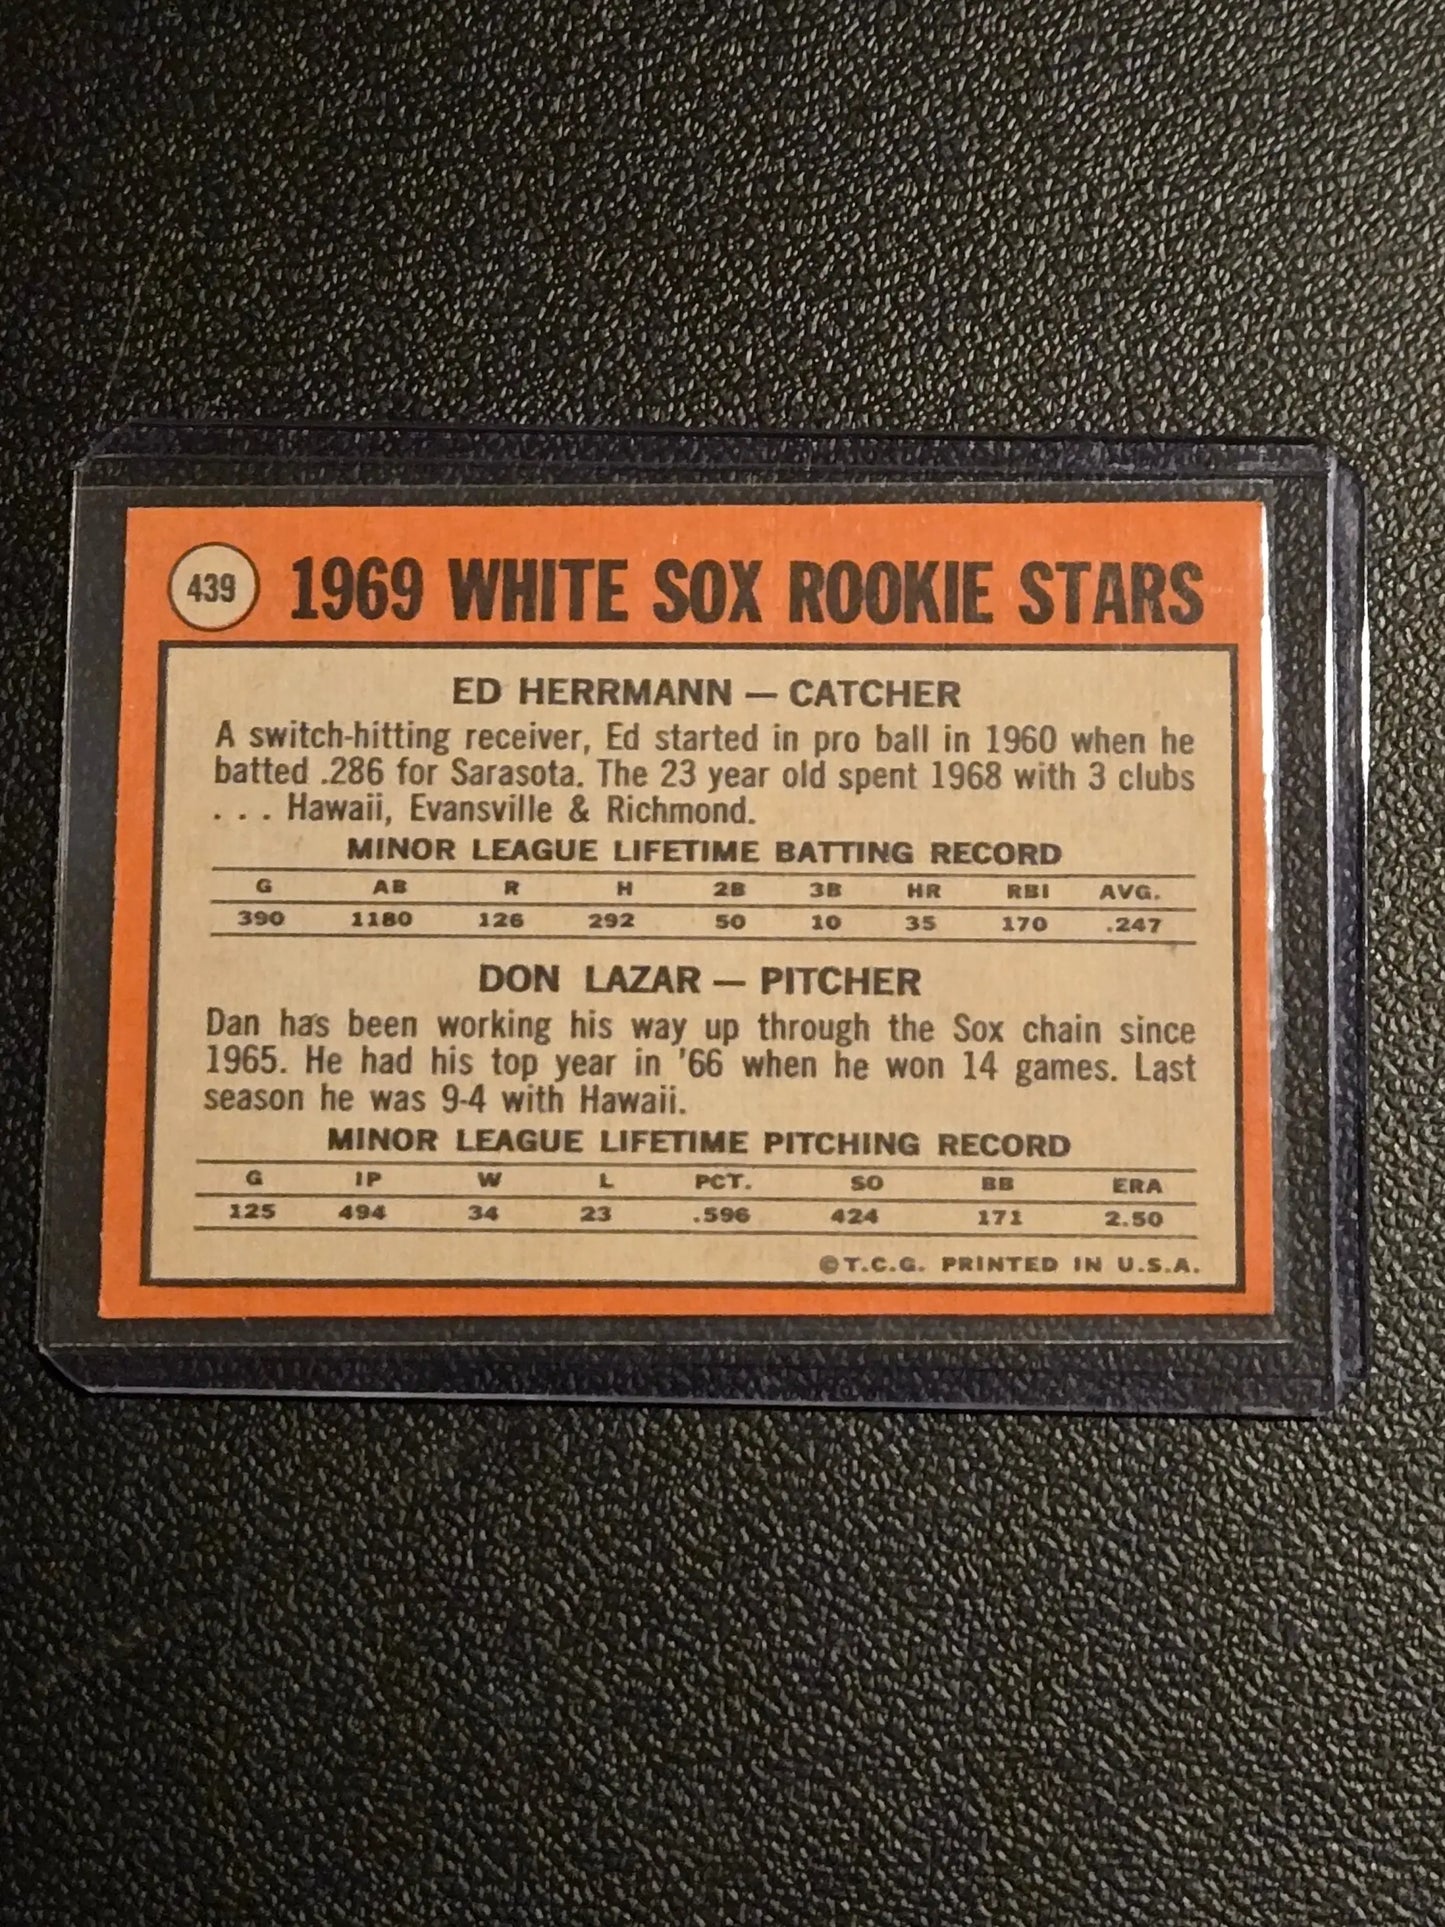 439 1969 WHITE SOX ROOKIE STARS
ED HERRMANN — CATCHER
A switch-hitting receiver, Ed started in pro ball in 1960 when he
batted .286 for Sarasota. The 23 year old spent 1968 with 3 clubs
. . . Hawaii, Evansville & Richmond.
MINOR LEAGUE LIFETIME BATTING RECORD
G AB R H 2B 3B HR RBI AVG.
390 1180 126 292 50 10 35 170 .247
DON LAZAR — PITCHER
Dan has been working his way up through the Sox chain since
1965. He had his top year in '66 when he won 14 games. Last
season he was 9-4 with Hawaii.
MINOR LEAGUE LIFETIME PITCHING RECORD
G IP W L PCT. SO BB ERA
125 494 34 23 .596 424 171 2.50
©T.C.G. PRINTED IN U.S.A.